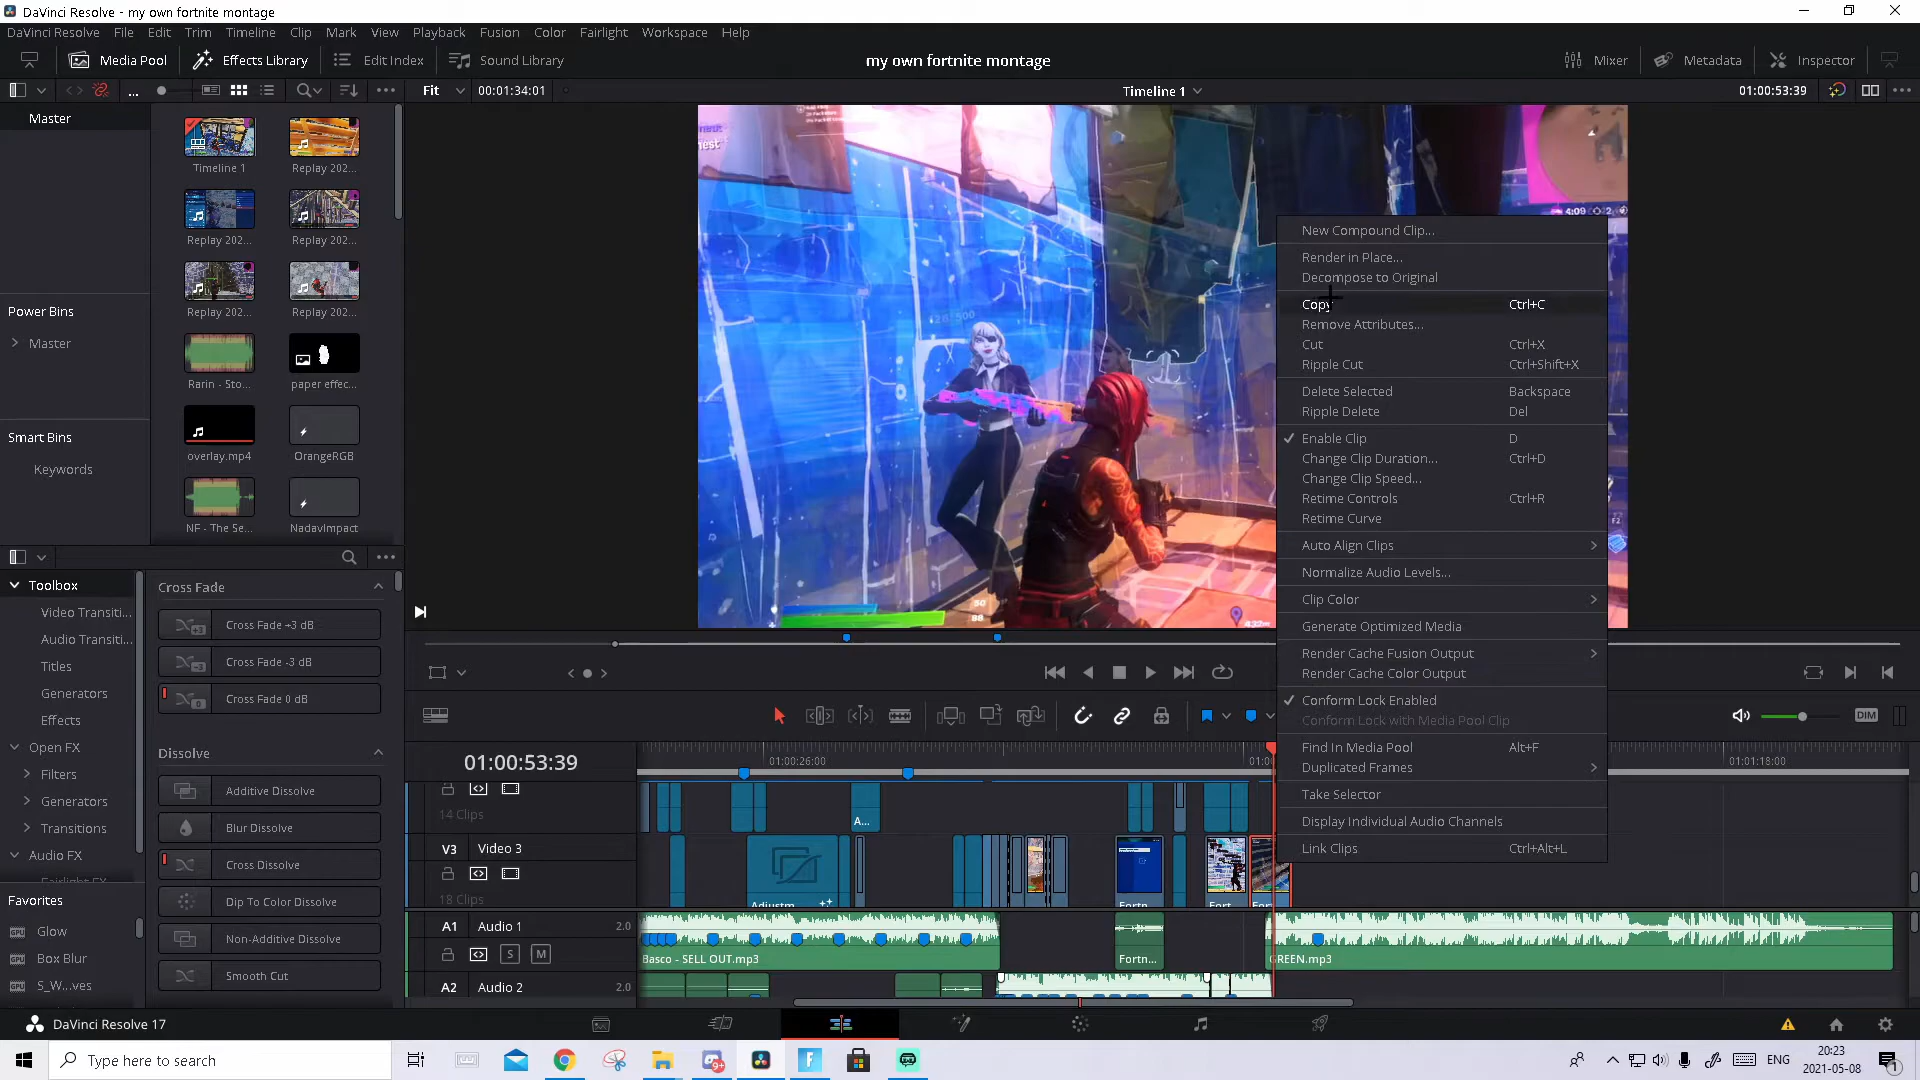 DaVinci Resolve - my own fortnite montage
DaVinci Resolve File Edit Trim Timeline Clip Mark View Playback Fusion Color Fairlight Workspace Help
Media Pool Effects Library Edit Index Sound Library my own fortnite montage Mixer Metadata Inspector
... Fit 00:01:34:01 Timeline 1 01:00:53:39
Master
Timeline 1 Replay 202...
Replay 202... Replay 202...
Replay 202... Replay 202...
Rarin - Sto... paper effec...
overlay.mp4 OrangeRGB
NF - The Se... NadavImpact
Power Bins
Master
Smart Bins
Keywords
4:09
New Compound Clip...
Render in Place...
Decompose to Original
Copy Ctrl+C
Remove Attributes...
Cut Ctrl+X
Ripple Cut Ctrl+Shift+X
Delete Selected Backspace
Ripple Delete Del
Enable Clip D
Change Clip Duration... Ctrl+D
Change Clip Speed...
Retime Controls Ctrl+R
Retime Curve
Auto Align Clips
Normalize Audio Levels...
Clip Color
Generate Optimized Media
Render Cache Fusion Output
Render Cache Color Output
Conform Lock Enabled
Conform Lock with Media Pool Clip
Find In Media Pool Alt+F
Duplicated Frames
Take Selector
Display Individual Audio Channels
Link Clips Ctrl+Alt+L
Toolbox
Video Transiti...
Audio Transiti...
Titles
Generators
Effects
Open FX
Filters
Generators
Transitions
Audio FX
Fairlight FX
Favorites
Glow
Box Blur
S_W...ves
Cross Fade
Cross Fade +3 dB
Cross Fade -3 dB
Cross Fade 0 dB
Dissolve
Additive Dissolve
Blur Dissolve
Cross Dissolve
Dip To Color Dissolve
Non-Additive Dissolve
Smooth Cut
DIM
01:00:53:39 01:00:26:00 01:01:18:00
14 Clips A...
V3 Video 3
18 Clips Adjustm... Fortn... Fort...
A1 Audio 1 2.0
S M Basco - SELL OUT.mp3 Fortn... GREEN.mp3
A2 Audio 2 2.0
DaVinci Resolve 17
Type here to search ENG 20:23
2021-05-08